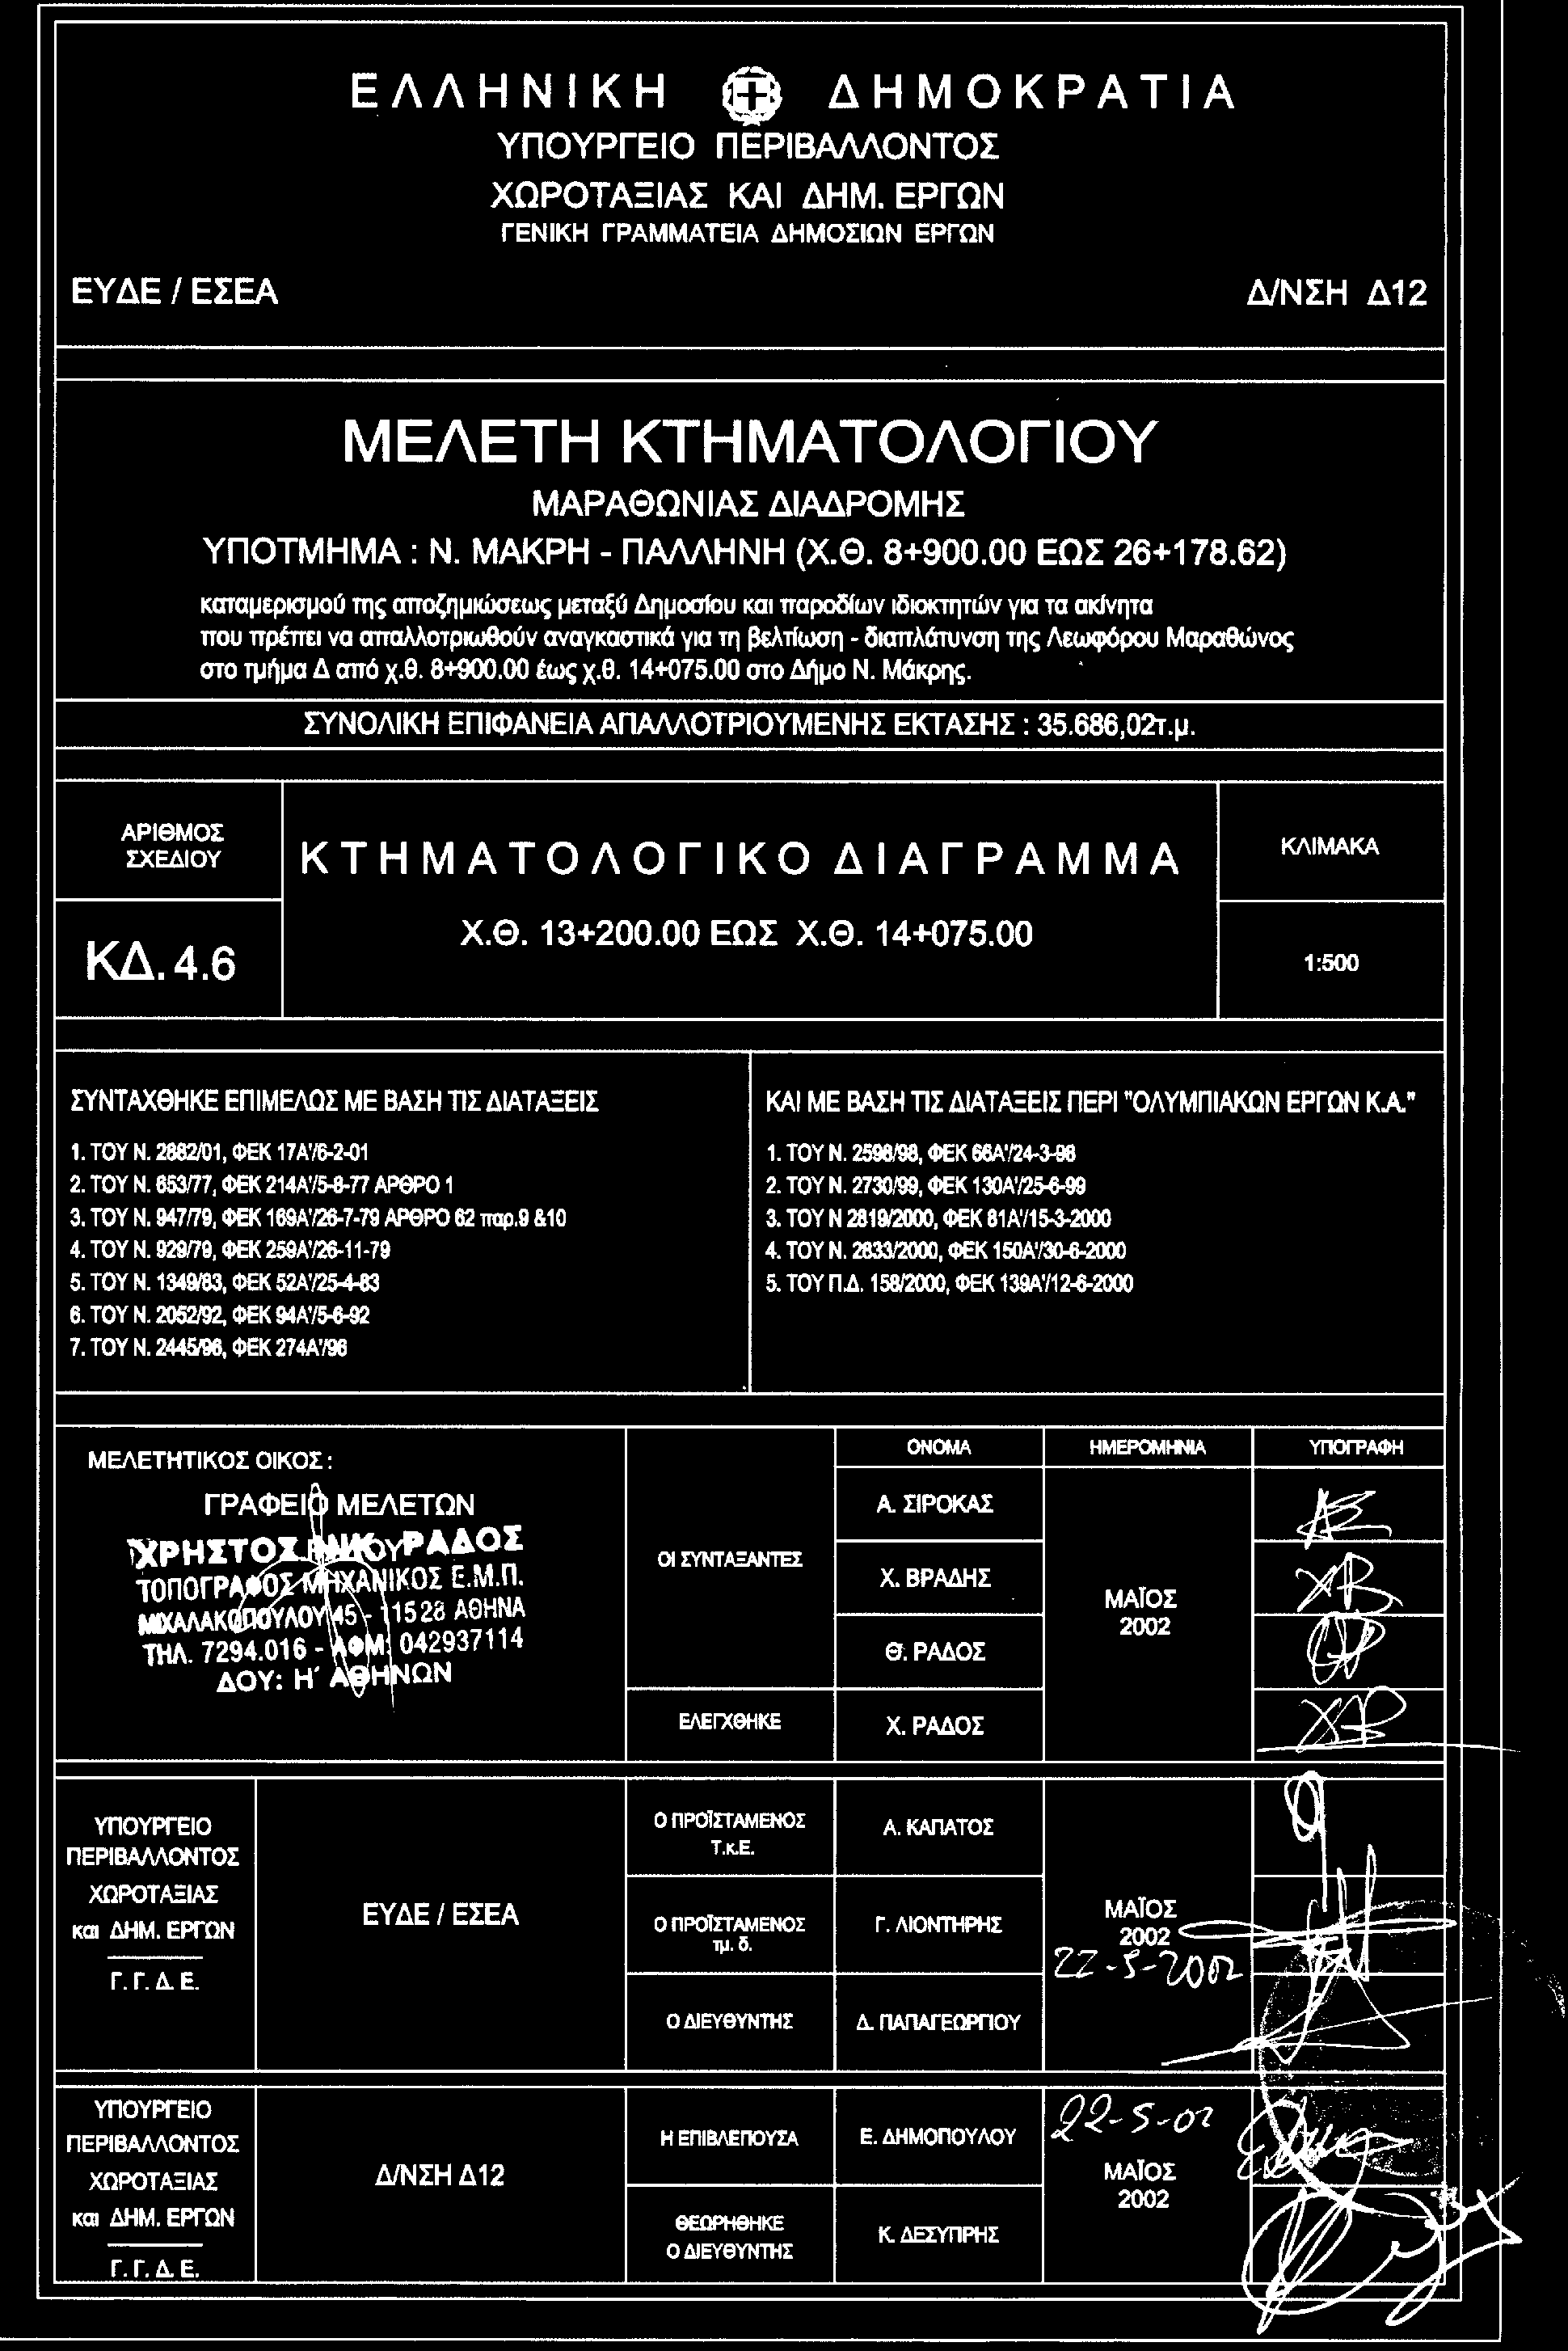 ΕΛΛΗΝΙΚΗ ΔΗΜΟΚΡΑΤΙΑ
ΥΠΟΥΡΓΕΙΟ ΠΕΡΙΒΑΛΛΟΝΤΟΣ
ΧΩΡΟΤΑΞΙΑΣ ΚΑΙ ΔΗΜ. ΕΡΓΩΝ
ΓΕΝΙΚΗ ΓΡΑΜΜΑΤΕΙΑ ΔΗΜΟΣΙΩΝ ΕΡΓΩΝ
ΕΥΔΕ / ΕΣΕΑ Δ/ΝΣΗ Δ12
ΜΕΛΕΤΗ ΚΤΗΜΑΤΟΛΟΓΙΟΥ
ΜΑΡΑΘΩΝΙΑΣ ΔΙΑΔΡΟΜΗΣ
ΥΠΟΤΜΗΜΑ : Ν. ΜΑΚΡΗ - ΠΑΛΛΗΝΗ (Χ.Θ. 8+900.00 ΕΩΣ 26+178.62)
καταμερισμού της αποζημιώσεως μεταξύ Δημοσίου και παροδίων ιδιοκτητών για τα ακίνητα
που πρέπει να απαλλοτριωθούν αναγκαστικά για τη βελτίωση - διαπλάτυνση της Λεωφόρου Μαραθώνος
στο τμήμα Δ από χ.θ. 8+900.00 έως χ.θ. 14+075.00 στο Δήμο Ν. Μάκρης.
ΣΥΝΟΛΙΚΗ ΕΠΙΦΑΝΕΙΑ ΑΠΑΛΛΟΤΡΙΟΥΜΕΝΗΣ ΕΚΤΑΣΗΣ : 35.686,02τ.μ.
ΑΡΙΘΜΟΣ
ΣΧΕΔΙΟΥ
ΚΔ.4.6
ΚΤΗΜΑΤΟΛΟΓΙΚΟ ΔΙΑΓΡΑΜΜΑ
Χ.Θ. 13+200.00 ΕΩΣ Χ.Θ. 14+075.00
ΚΛΙΜΑΚΑ
1:500
ΣΥΝΤΑΧΘΗΚΕ ΕΠΙΜΕΛΩΣ ΜΕ ΒΑΣΗ ΤΙΣ ΔΙΑΤΑΞΕΙΣ
1. ΤΟΥ Ν. 2882/01, ΦΕΚ 17Α'/6-2-01
2. ΤΟΥ Ν. 653/77, ΦΕΚ 214Α'/5-8-77 ΑΡΘΡΟ 1
3. ΤΟΥ Ν. 947/79, ΦΕΚ 169Α'/26-7-79 ΑΡΘΡΟ 62 παρ.9 &10
4. ΤΟΥ Ν. 929/79, ΦΕΚ 259Α'/26-11-79
5. ΤΟΥ Ν. 1349/83, ΦΕΚ 52Α'/25-4-83
6. ΤΟΥ Ν. 2052/92, ΦΕΚ 94Α'/5-6-92
7. ΤΟΥ Ν. 2445/96, ΦΕΚ 274Α'/96
ΚΑΙ ΜΕ ΒΑΣΗ ΤΙΣ ΔΙΑΤΑΞΕΙΣ ΠΕΡΙ "ΟΛΥΜΠΙΑΚΩΝ ΕΡΓΩΝ Κ.Α."
1. ΤΟΥ Ν. 2598/98, ΦΕΚ 66Α'/24-3-98
2. ΤΟΥ Ν. 2730/99, ΦΕΚ 130Α'/25-6-99
3. ΤΟΥ Ν 2819/2000, ΦΕΚ 81Α'/15-3-2000
4. ΤΟΥ Ν. 2833/2000, ΦΕΚ 150Α'/30-6-2000
5. ΤΟΥ Π.Δ. 158/2000, ΦΕΚ 139Α'/12-6-2000
ΜΕΛΕΤΗΤΙΚΟΣ ΟΙΚΟΣ :
ΓΡΑΦΕΙΟ ΜΕΛΕΤΩΝ
ΧΡΗΣΤΟΣ ΡΑΔΟΣ
ΤΟΠΟΓΡΑΦΟΣ ΜΗΧΑΝΙΚΟΣ Ε.Μ.Π.
ΜΙΧΑΛΑΚΟΠΟΥΛΟΥ 45 - 11528 ΑΘΗΝΑ
ΤΗΛ. 7294.016 - ΑΦΜ: 042937114
ΔΟΥ: Η' ΑΘΗΝΩΝ
ΟΝΟΜΑ ΗΜΕΡΟΜΗΝΙΑ ΥΠΟΓΡΑΦΗ
ΟΙ ΣΥΝΤΑΞΑΝΤΕΣ
Α. ΣΙΡΟΚΑΣ
Χ. ΒΡΑΔΗΣ
Θ. ΡΑΔΟΣ
ΜΑΪΟΣ
2002
ΕΛΕΓΧΘΗΚΕ Χ. ΡΑΔΟΣ
ΥΠΟΥΡΓΕΙΟ
ΠΕΡΙΒΑΛΛΟΝΤΟΣ
ΧΩΡΟΤΑΞΙΑΣ
και ΔΗΜ. ΕΡΓΩΝ
Γ. Γ. Δ. Ε.
ΕΥΔΕ / ΕΣΕΑ
Ο ΠΡΟΪΣΤΑΜΕΝΟΣ
Τ.κ.Ε.
Α. ΚΑΠΑΤΟΣ
Ο ΠΡΟΪΣΤΑΜΕΝΟΣ
τμ. δ.
Γ. ΛΙΟΝΤΗΡΗΣ
Ο ΔΙΕΥΘΥΝΤΗΣ Δ. ΠΑΠΑΓΕΩΡΓΙΟΥ
ΜΑΪΟΣ
2002
22-5-2002
ΥΠΟΥΡΓΕΙΟ
ΠΕΡΙΒΑΛΛΟΝΤΟΣ
ΧΩΡΟΤΑΞΙΑΣ
και ΔΗΜ. ΕΡΓΩΝ
Γ. Γ. Δ. Ε.
Δ/ΝΣΗ Δ12
Η ΕΠΙΒΛΕΠΟΥΣΑ Ε. ΔΗΜΟΠΟΥΛΟΥ
22-5-02
ΜΑΪΟΣ
2002
ΘΕΩΡΗΘΗΚΕ
Ο ΔΙΕΥΘΥΝΤΗΣ
Κ. ΔΕΣΥΠΡΗΣ